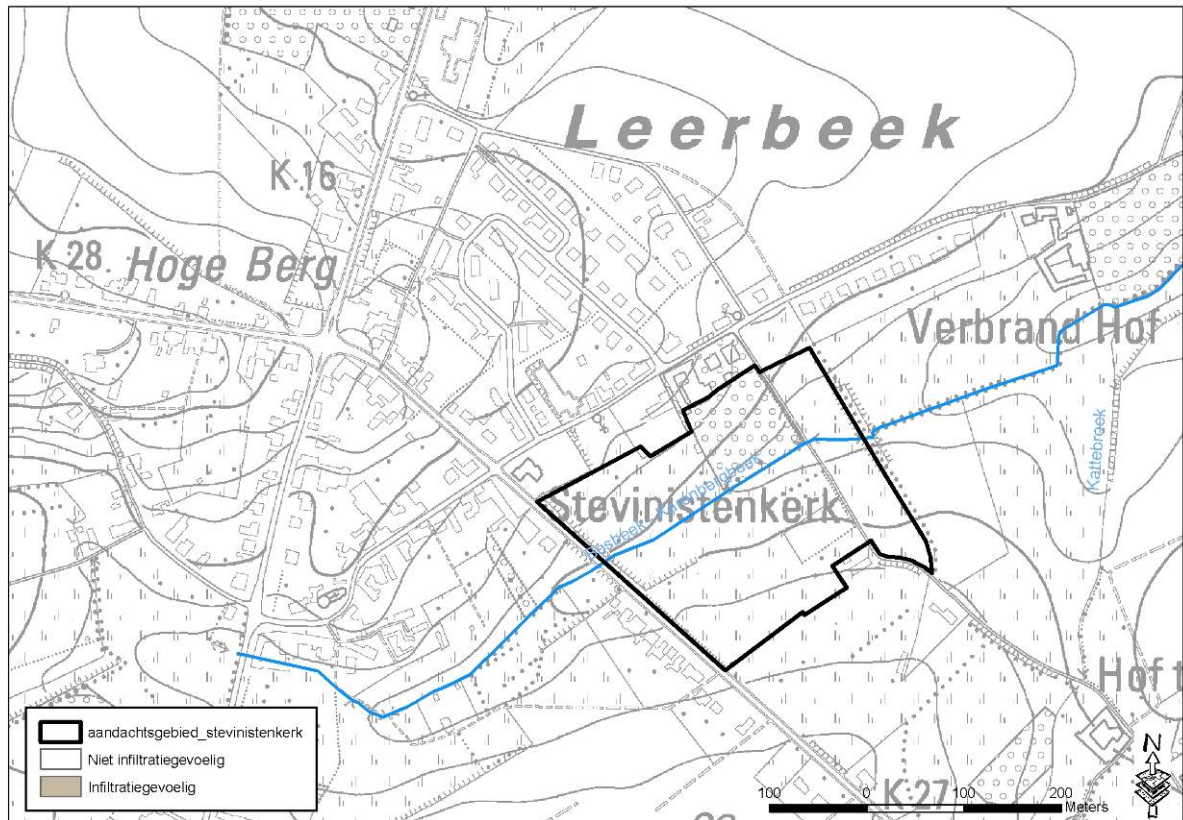 Leerbeek
K 16
K 28 Hoge Berg
Verbrand Hof
Kattebroek
Stevinistenkerk
Hof t
K 27
aandachtsgebied_stevinistenkerk
Niet infiltratiegevoelig
Infiltratiegevoelig
N
100 0 100 200
Meters